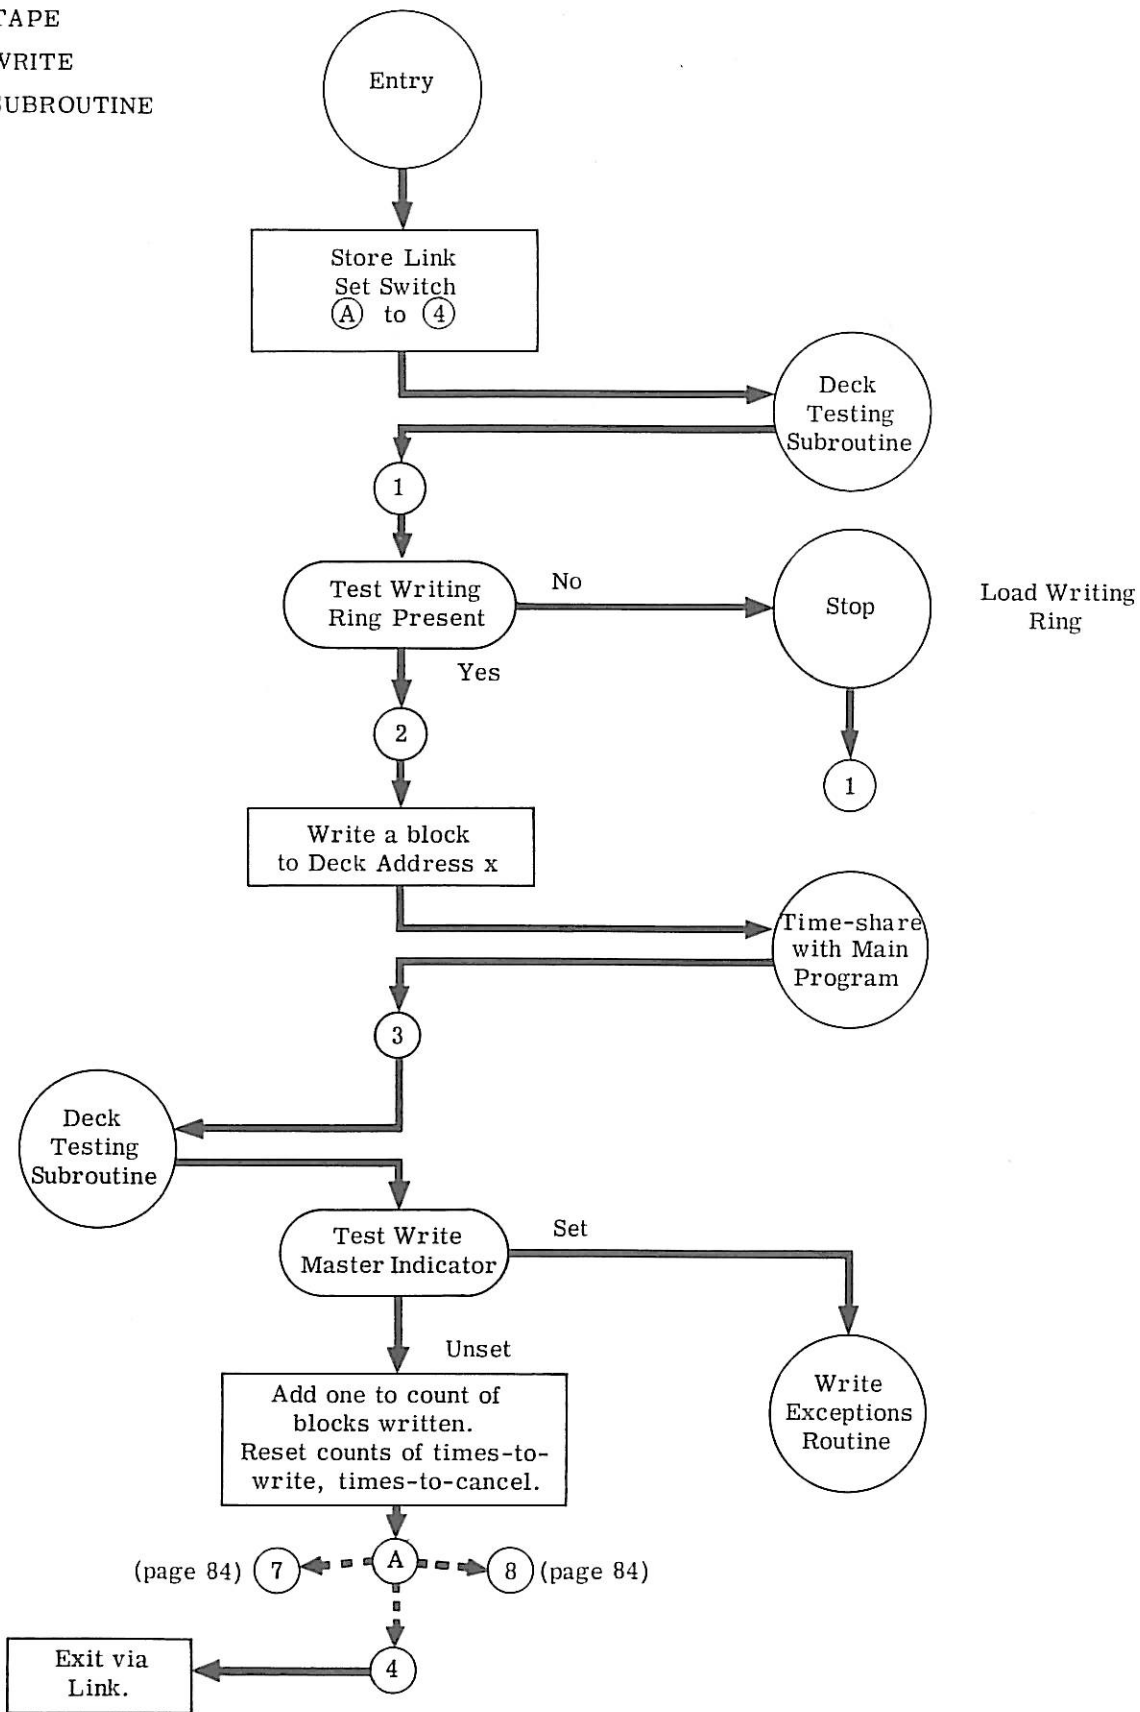 TAPE
WRITE
SUBROUTINE
Entry
Store Link
Set Switch
A to 4
Deck
Testing
Subroutine
1
Test Writing
Ring Present
No
Stop
Load Writing
Ring
Yes
2
1
Write a block
to Deck Address x
Time-share
with Main
Program
3
Deck
Testing
Subroutine
Test Write
Master Indicator
Set
Unset
Write
Exceptions
Routine
Add one to count of
blocks written.
Reset counts of times-to-
write, times-to-cancel.
(page 84) 7 A 8 (page 84)
Exit via
Link.
4